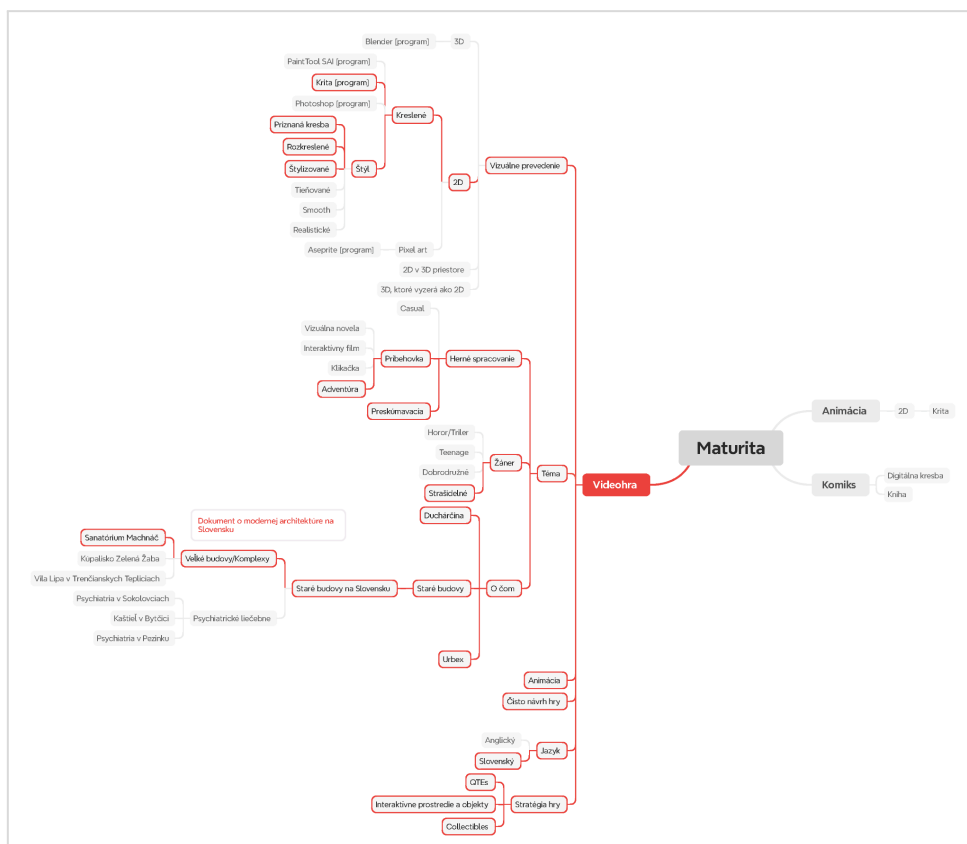 Blender [program]
3D
PaintTool SAI [program]
Krita [program]
Photoshop [program]
Kreslené
Priznaná kresba
Rozkreslené
Štylizované
Štýl
Tieňované
Smooth
Realistické
2D
Vizuálne prevedenie
Aseprite [program]
Pixel art
2D v 3D priestore
3D, ktoré vyzerá ako 2D
Casual
Vizuálna novela
Interaktívny film
Klikačka
Adventúra
Príbehovka
Herné spracovanie
Preskúmavacia
Horor/Triler
Teenage
Dobrodružné
Strašidelné
Žáner
Téma
Duchárčina
Dokument o modernej architektúre na
Slovensku
Sanatórium Machnáč
Kúpalisko Zelená Žaba
Vila Lipa v Trenčianskych Tepliciach
Veľké budovy/Komplexy
Psychiatria v Sokolovciach
Kaštieľ v Bytčici
Psychiatria v Pezinku
Psychiatrické liečebne
Staré budovy na Slovensku
Staré budovy
O čom
Urbex
Animácia
Čisto návrh hry
Anglický
Slovenský
Jazyk
QTEs
Interaktívne prostredie a objekty
Collectibles
Stratégia hry
Videohra
Maturita
Animácia
2D
Krita
Komiks
Digitálna kresba
Kniha